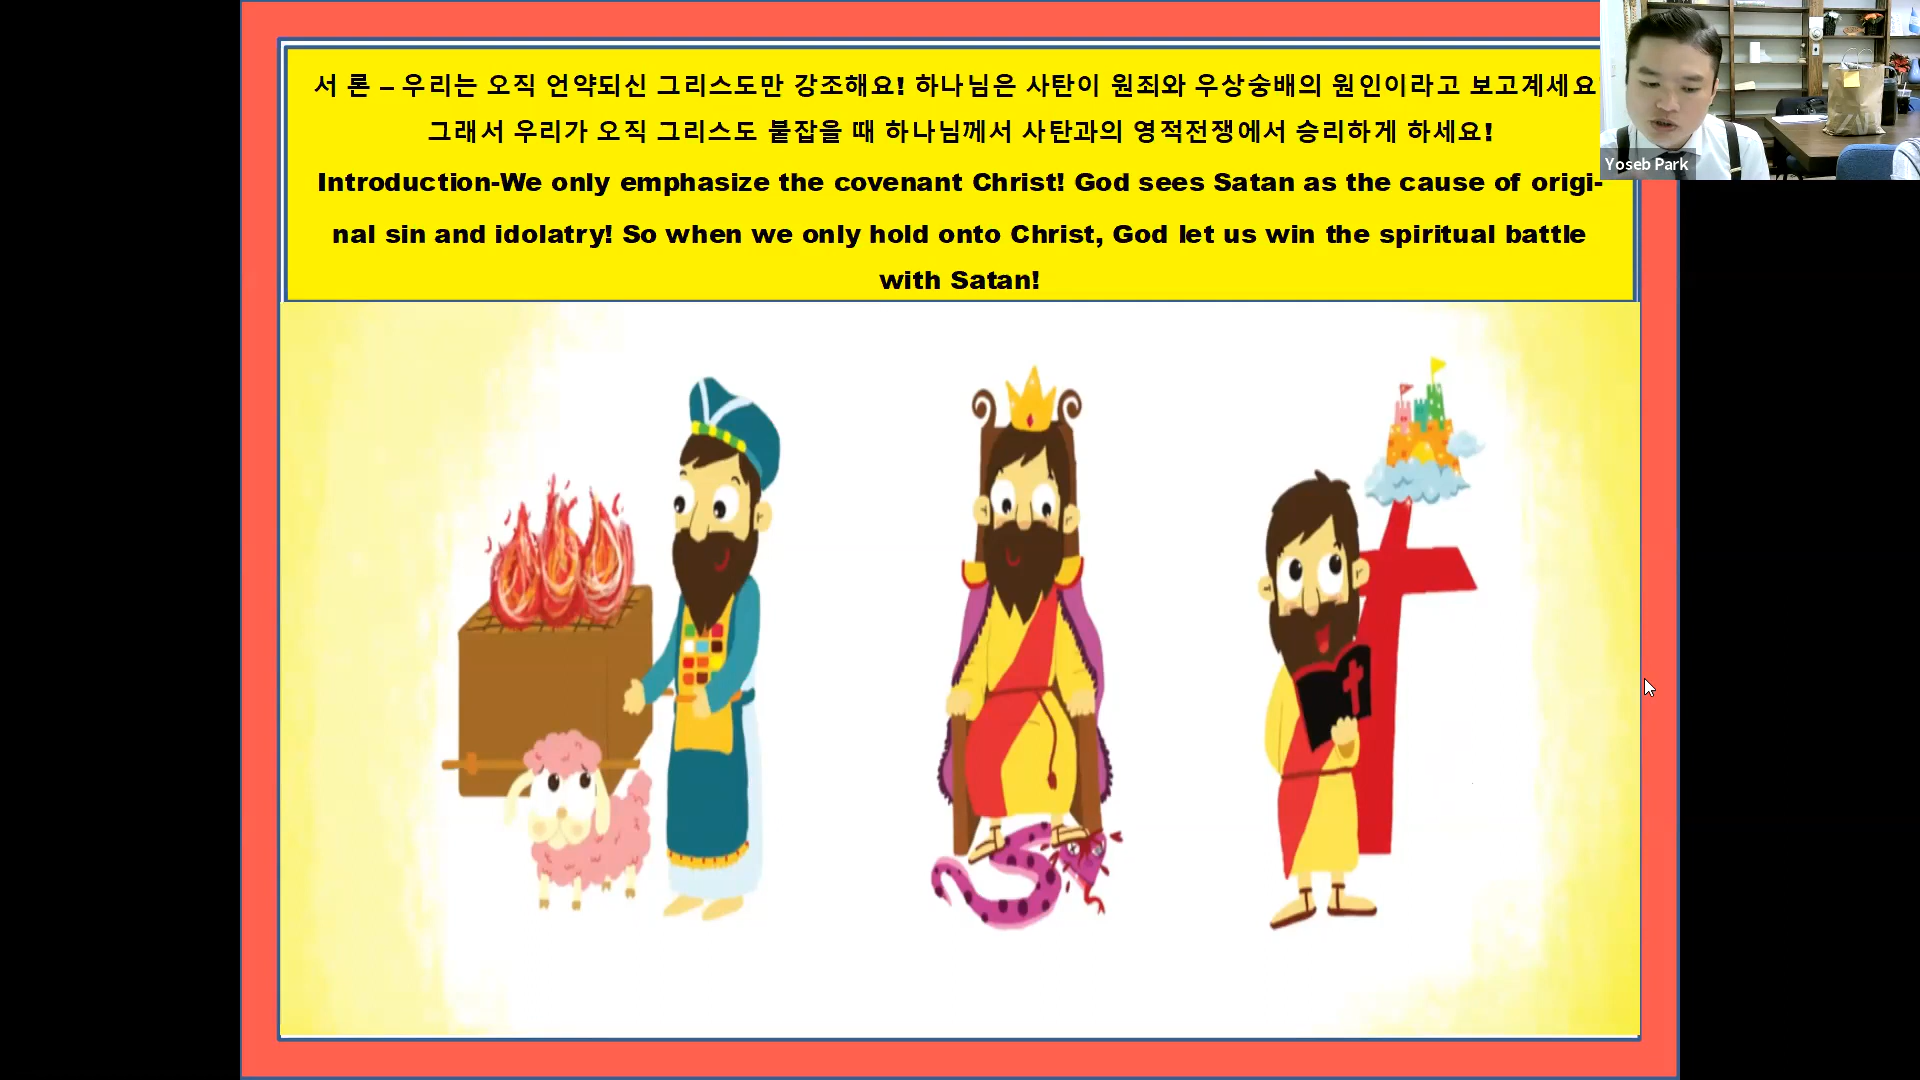 서 론 – 우리는 오직 언약되신 그리스도만 강조해요! 하나님은 사탄이 원죄와 우상숭배의 원인이라고 보고계세요
그래서 우리가 오직 그리스도 붙잡을 때 하나님께서 사탄과의 영적전쟁에서 승리하게 하세요!
Introduction-We only emphasize the covenant Christ! God sees Satan as the cause of origi-
nal sin and idolatry! So when we only hold onto Christ, God let us win the spiritual battle
with Satan!
Yoseb Park